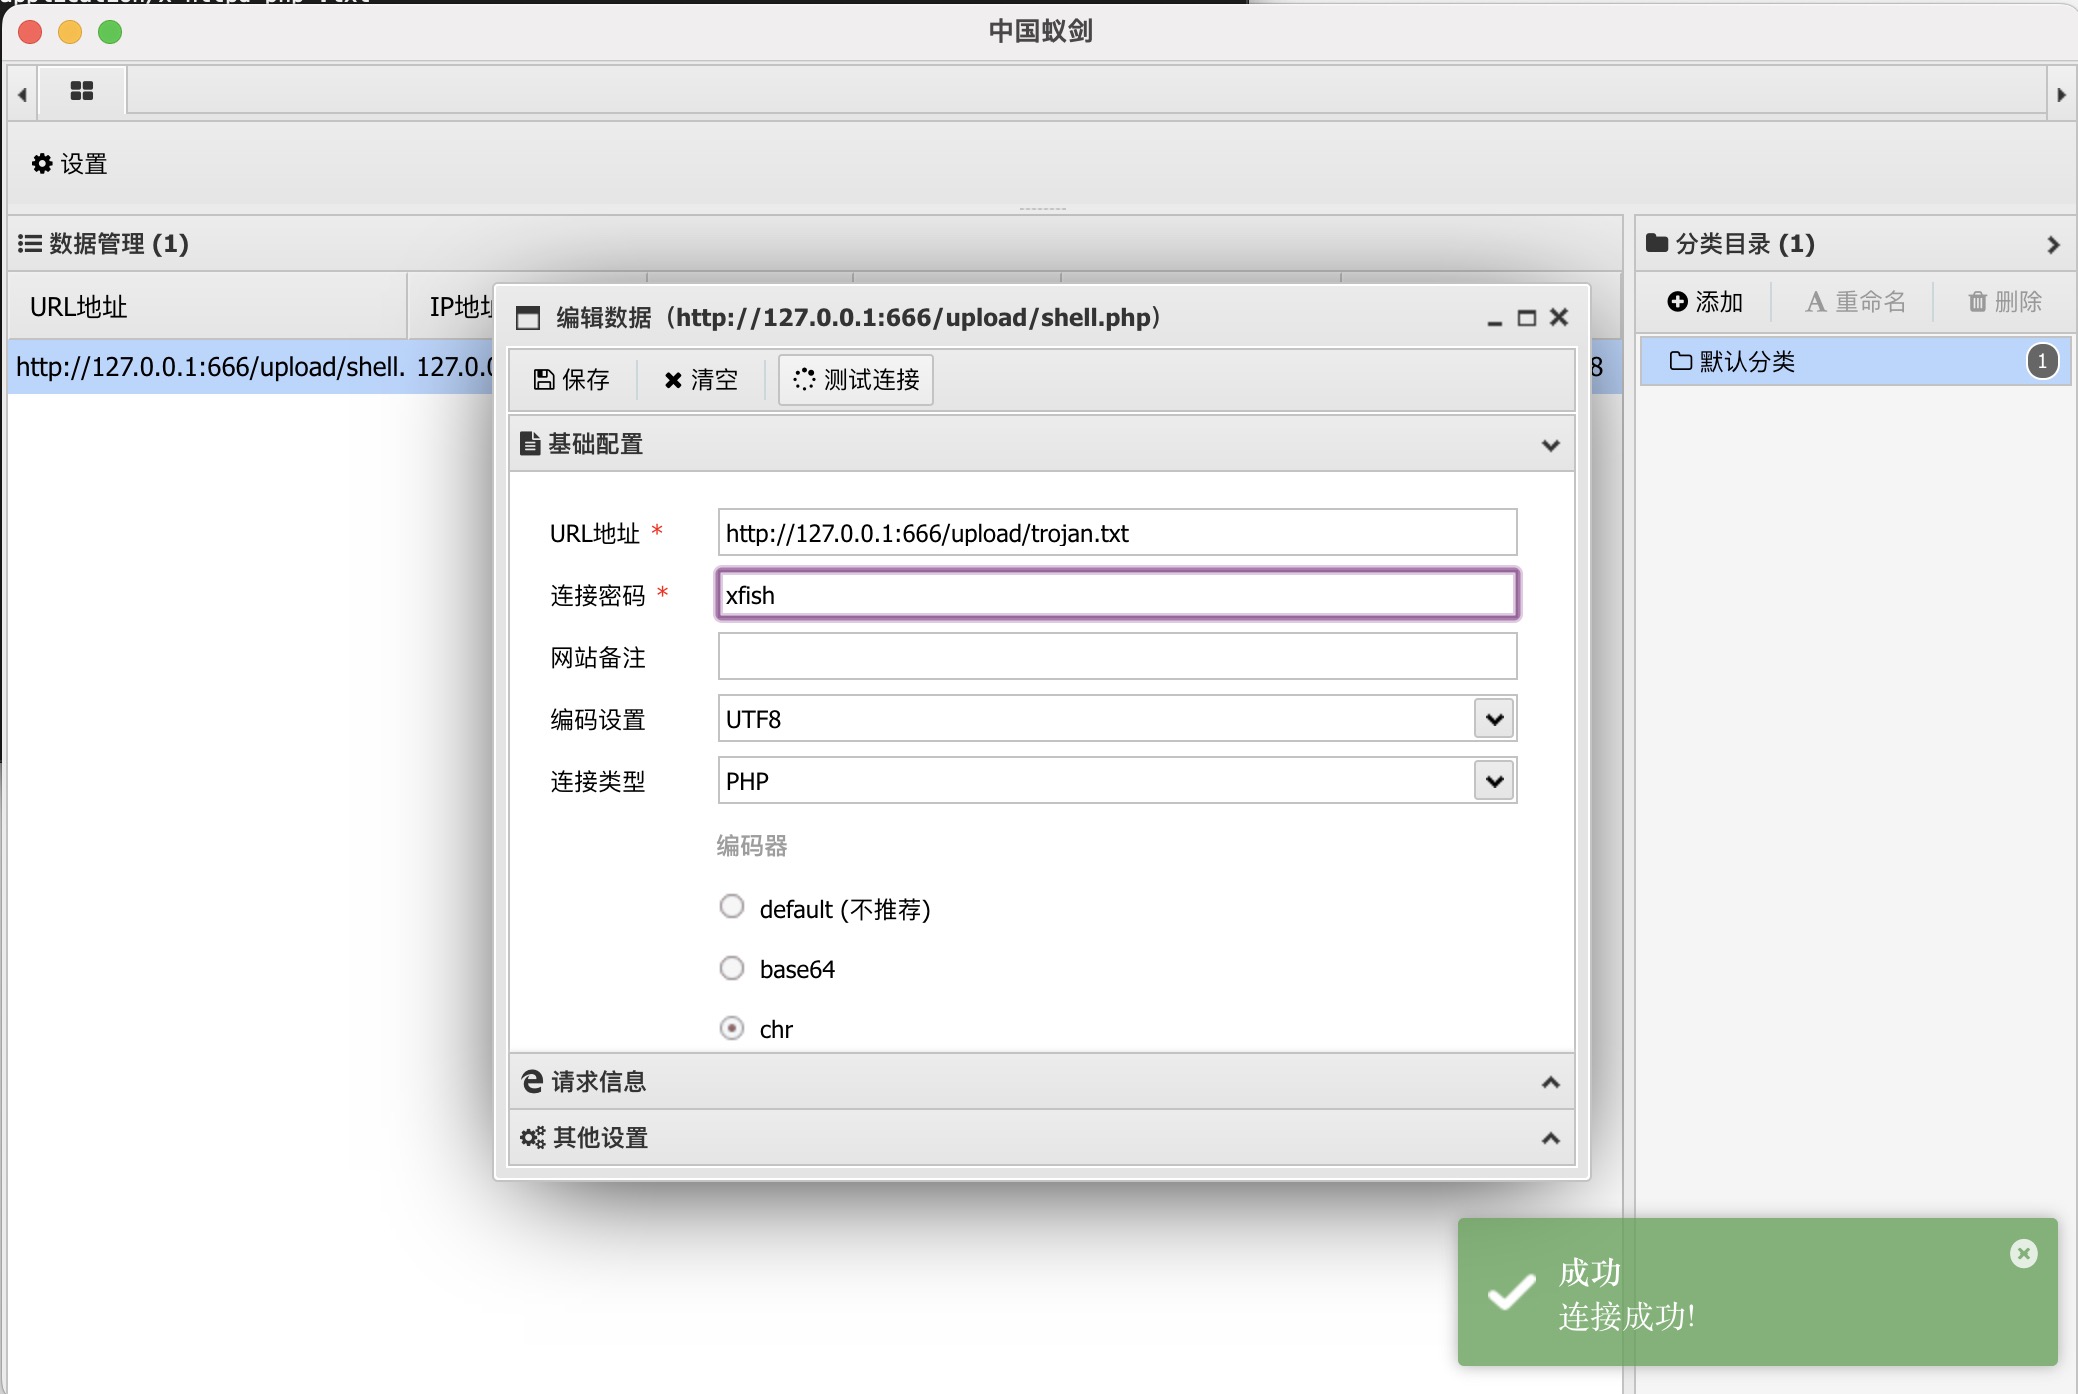 application/x-httpd-php .txt
中国蚁剑
设置
数据管理 (1)
URL地址
IP地址
http://127.0.0.1:666/upload/shell.
127.0.0
8
分类目录 (1)
添加
重命名
删除
默认分类
1
编辑数据（http://127.0.0.1:666/upload/shell.php）
保存
清空
测试连接
基础配置
URL地址 *
http://127.0.0.1:666/upload/trojan.txt
连接密码 *
xfish
网站备注
编码设置
UTF8
连接类型
PHP
编码器
default (不推荐)
base64
chr
请求信息
其他设置
成功
连接成功!